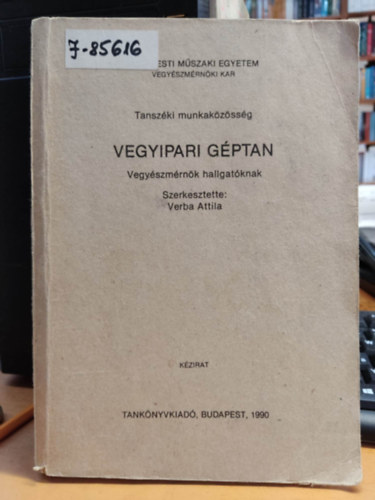 J-85616
ESTI MŰSZAKI EGYETEM
VEGYÉSZMÉRNÖKI KAR
Tanszéki munkaközösség
VEGYIPARI GÉPTAN
Vegyészmérnök hallgatóknak
Szerkesztette:
Verba Attila
KÉZIRAT
TANKÖNYVKIADÓ, BUDAPEST, 1990